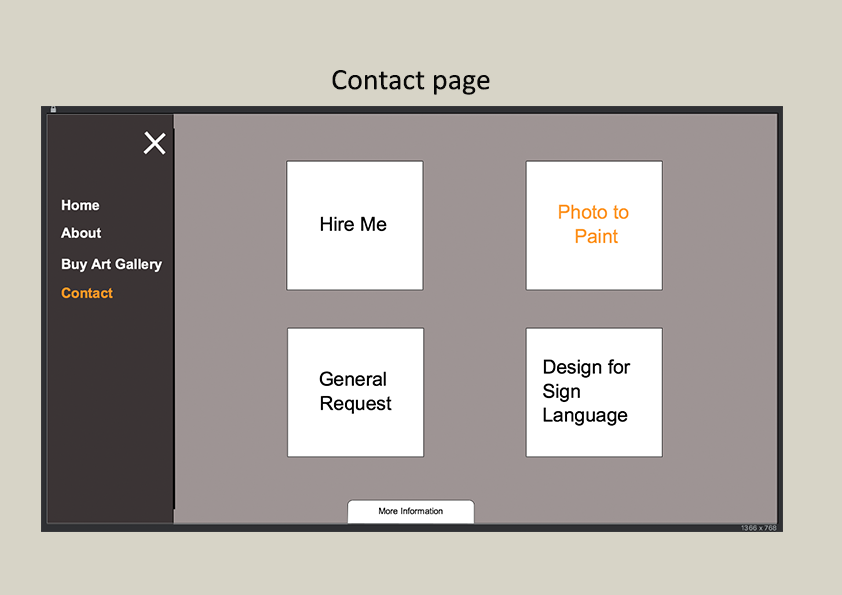 Contact page
Home
About
Buy Art Gallery
Contact
Hire Me
Photo to
Paint
General
Request
Design for
Sign
Language
More Information
1366 x 768